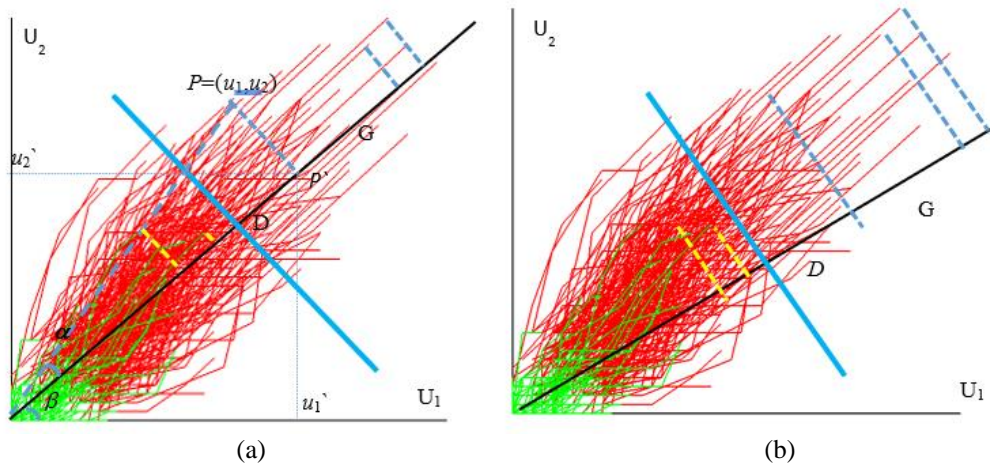 U2
P=(u1,u2)
G
u2`
p`
D
α
β
u1`
U1
(a)
U2
G
D
U1
(b)